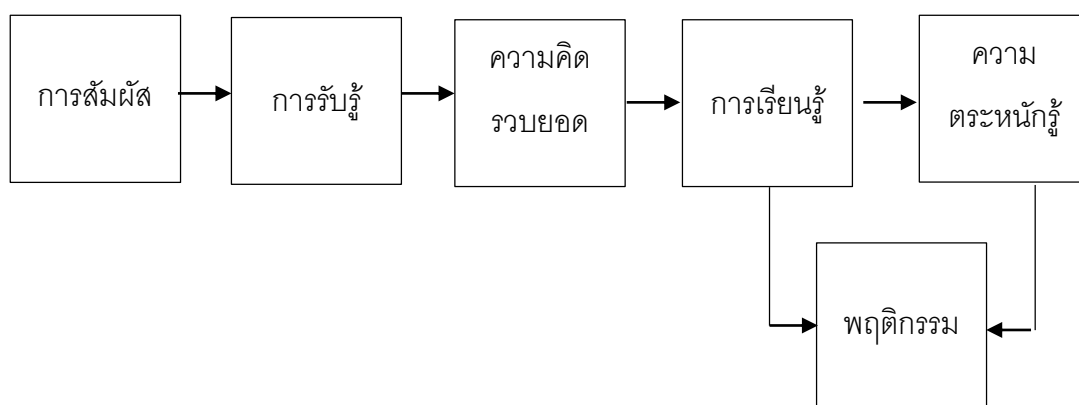 การสัมผัส
การรับรู้
ความคิด
รวบยอด
การเรียนรู้
ความ
ตระหนักรู้
พฤติกรรม